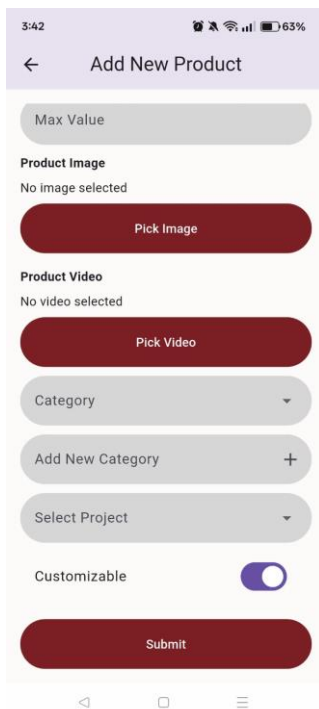 3:42
63%
Add New Product
Max Value
Product Image
No image selected
Pick Image
Product Video
No video selected
Pick Video
Category
Add New Category
Select Project
Customizable
Submit